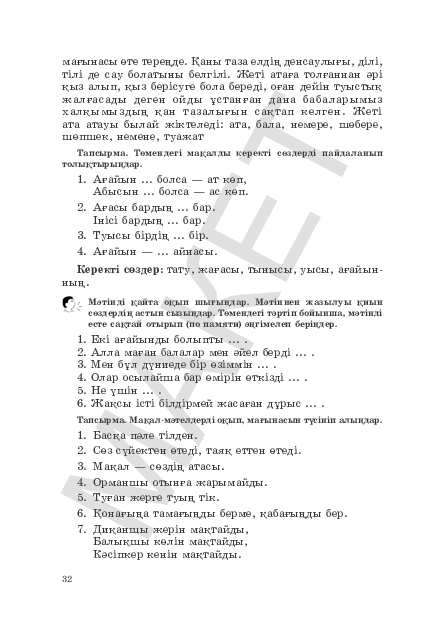 мағынасы өте тереңде. Қаны таза елдің денсаулығы, ділі,
тілі де сау болатыны белгілі. Жеті атаға толғаннан әрі
қыз алып, қыз берісуге бола береді, оған дейін туыстық
жалғасады деген ойды ұстанған дана бабаларымыз
халқымыздың қан тазалығын сақтап келген. Жеті
ата атауы былай жіктеледі: ата, бала, немере, шөбере,
шөпшек, немене, туажат
Тапсырма. Төмендегі мақалды керекті сөздерді пайдаланып
толықтырыңдар.
1. Ағайын ... болса — ат көп,
Абысын ... болса — ас көп.
2. Ағасы бардың ... бар.
Інісі бардың ... бар.
3. Туысы бірдің ... бір.
4. Ағайын — ... айнасы.
Керекті сөздер: тату, жағасы, тынысы, уысы, ағайын-
ның.
Мәтінді қайта оқып шығыңдар. Мәтіннен жазылуы қиын
сөздердің астын сызыңдар. Төмендегі тәртіп бойынша, мәтінді
есте сақтай отырып (по памяти) әңгімелеп беріңдер.
1. Екі ағайынды болыпты ... .
2. Алла маған балалар мен әйел берді ... .
3. Мен бұл дүниеде бір өзіммін ... .
4. Олар осылайша бар өмірін өткізді ... .
5. Не үшін ... .
6. Жақсы істі білдірмей жасаған дұрыс ... .
Тапсырма. Мақал-мәтелдерді оқып, мағынасын түсініп алыңдар.
1. Басқа пәле тілден.
2. Сөз сүйектен өтеді, таяқ еттен өтеді.
3. Мақал — сөздің атасы.
4. Орманшы отынға жарымайды.
5. Туған жерге туың тік.
6. Қонағыңа тамағыңды берме, қабағыңды бер.
7. Диқаншы жерін мақтайды,
Балықшы көлін мақтайды,
Кәсіпкер кенін мақтайды.
32
МАКЕТ